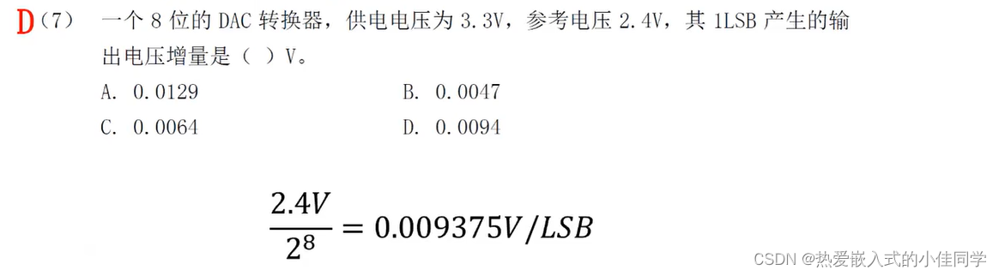 D（7） 一个 8 位的 DAC 转换器，供电电压为 3.3V，参考电压 2.4V，其 1LSB 产生的输
出电压增量是（ ）V。
A. 0.0129 B. 0.0047
C. 0.0064 D. 0.0094
2.4V/2⁸ = 0.009375V/LSB
CSDN @热爱嵌入式的小佳同学